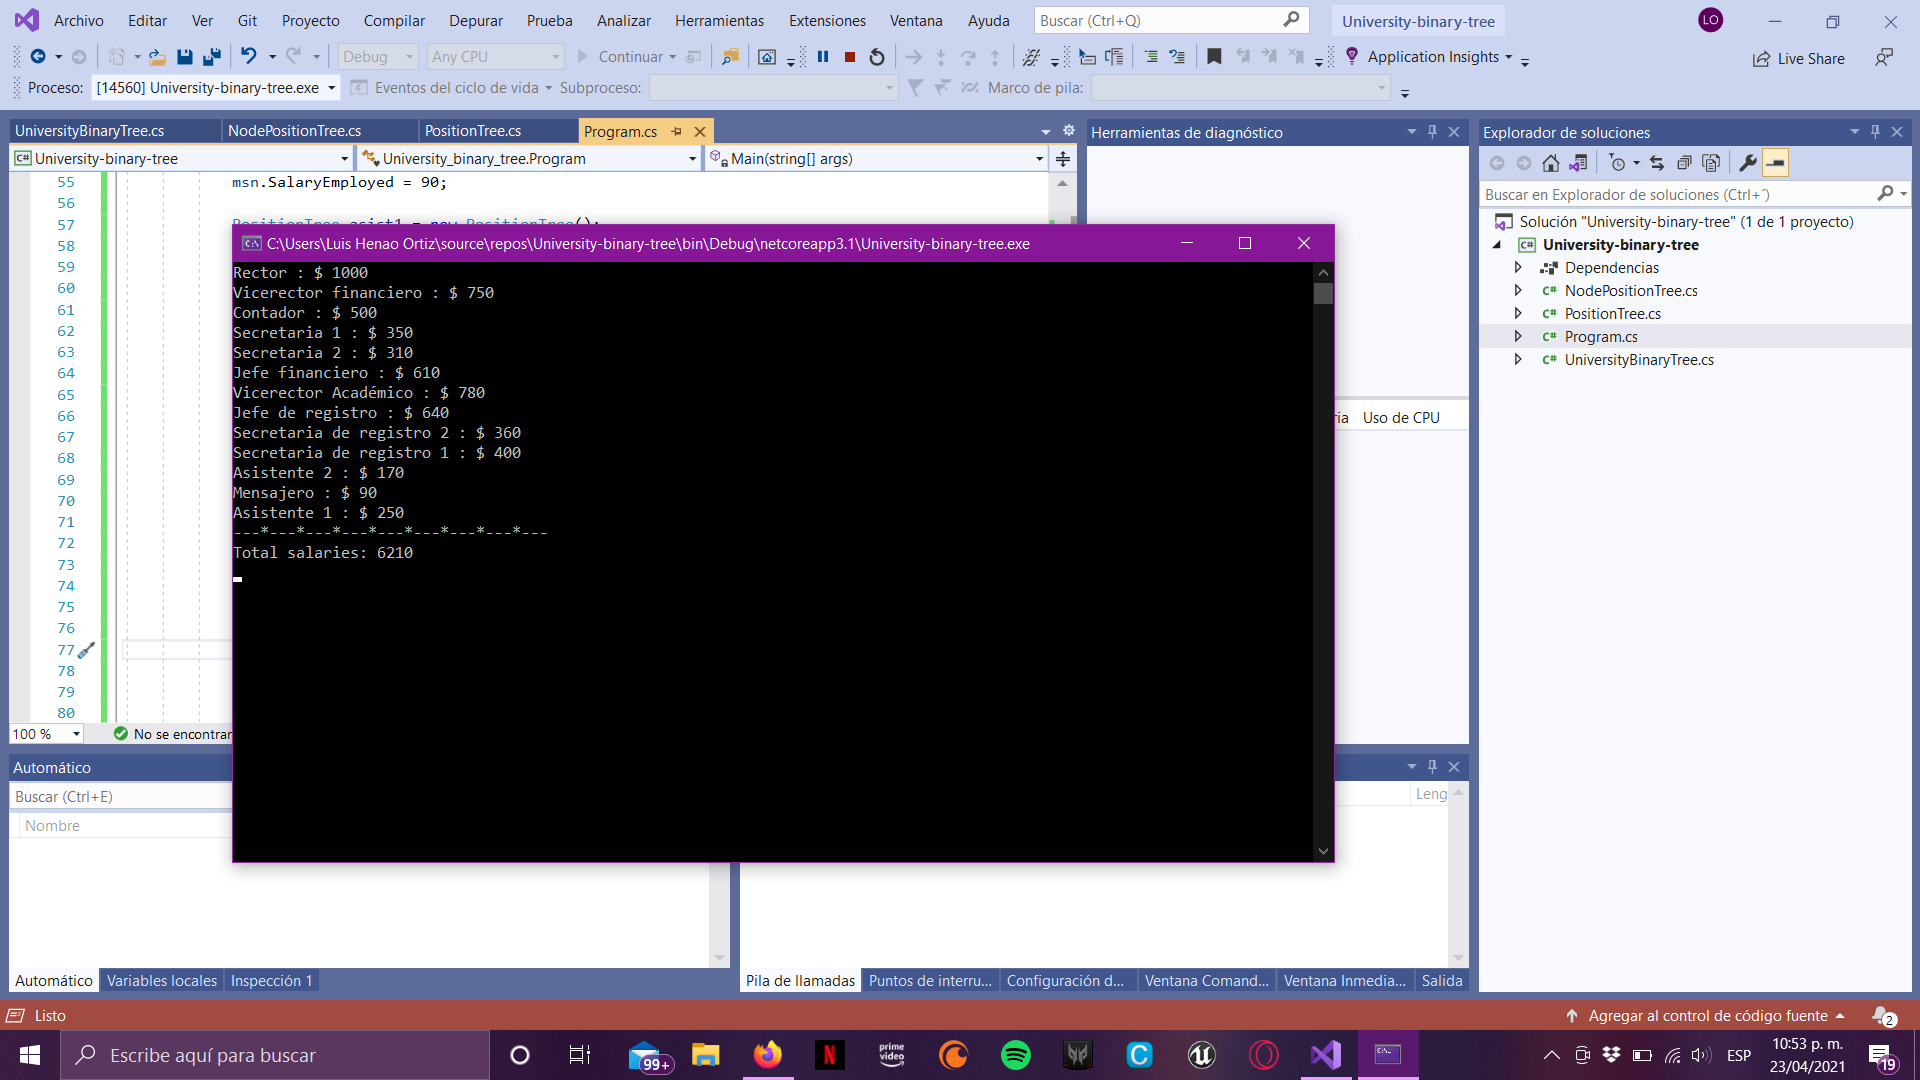 Archivo Editar Ver Git Proyecto Compilar Depurar Prueba Analizar Herramientas Extensiones Ventana Ayuda Buscar (Ctrl+Q) University-binary-tree LO
Debug Any CPU Continuar Application Insights Live Share
Proceso: [14560] University-binary-tree.exe Eventos del ciclo de vida Subproceso: Marco de pila:
UniversityBinaryTree.cs NodePositionTree.cs PositionTree.cs Program.cs
University-binary-tree University_binary_tree.Program Main(string[] args)
55 msn.SalaryEmployed = 90;
56
57 PositionTree asist1 = new PositionTree();
58
59
60
61
62
63
64
65
66
67
68
69
70
71
72
73
74
75
76
77
78
79
80
100 % No se encontrar
C:\Users\Luis Henao Ortiz\source\repos\University-binary-tree\bin\Debug\netcoreapp3.1\University-binary-tree.exe
Rector : $ 1000
Vicerector financiero : $ 750
Contador : $ 500
Secretaria 1 : $ 350
Secretaria 2 : $ 310
Jefe financiero : $ 610
Vicerector Académico : $ 780
Jefe de registro : $ 640
Secretaria de registro 2 : $ 360
Secretaria de registro 1 : $ 400
Asistente 2 : $ 170
Mensajero : $ 90
Asistente 1 : $ 250
---*---*---*---*---*---*---*---*---
Total salaries: 6210
Herramientas de diagnóstico
ria Uso de CPU
Explorador de soluciones
Buscar en Explorador de soluciones (Ctrl+´)
Solución "University-binary-tree" (1 de 1 proyecto)
University-binary-tree
Dependencias
NodePositionTree.cs
PositionTree.cs
Program.cs
UniversityBinaryTree.cs
Automático
Buscar (Ctrl+E)
Nombre
Leng
Automático Variables locales Inspección 1
Pila de llamadas Puntos de interru... Configuración d... Ventana Comand... Ventana Inmedia... Salida
Listo Agregar al control de código fuente 2
Escribe aquí para buscar 99+ N prime video C ESP 10:53 p. m. 19
23/04/2021